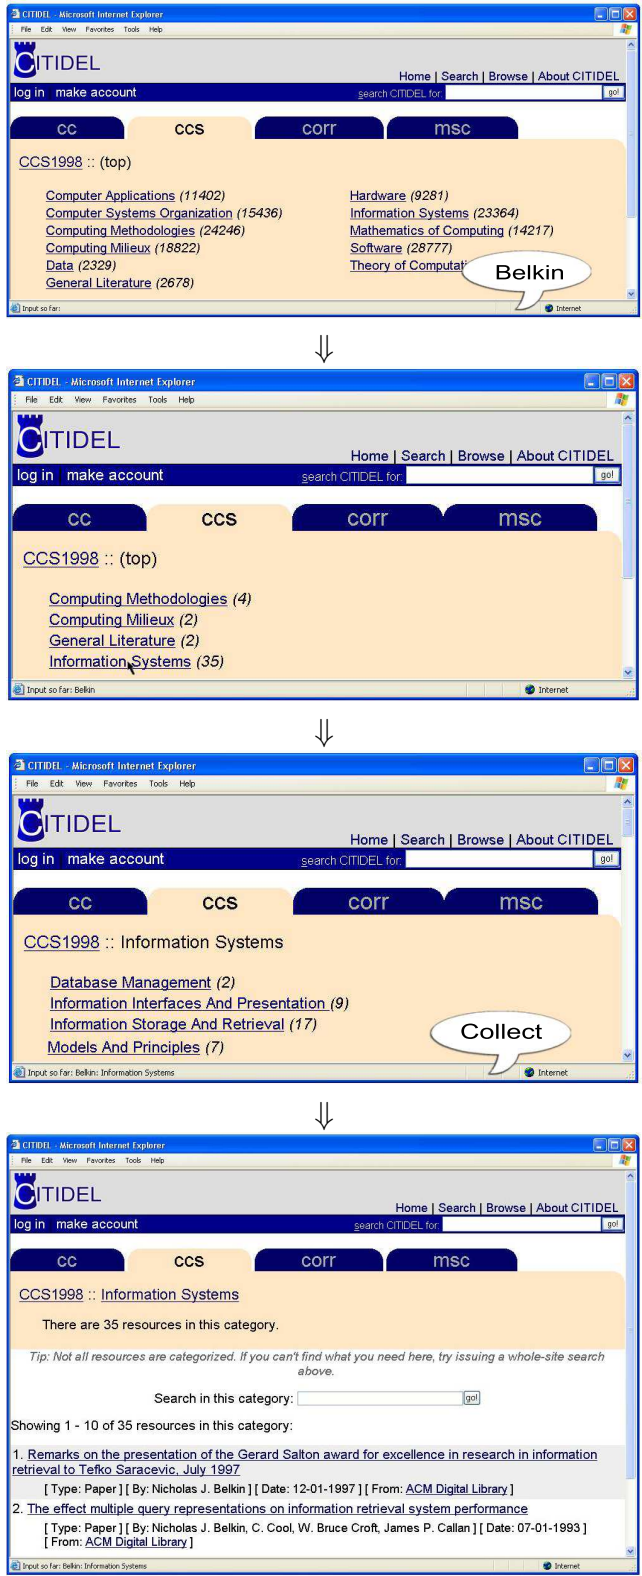 CITIDEL - Microsoft Internet Explorer
File Edit View Favorites Tools Help
CITIDEL
Home | Search | Browse | About CITIDEL
log in make account search CITIDEL for: go!
cc ccs corr msc
CCS1998 :: (top)
Computer Applications (11402) Hardware (9281)
Computer Systems Organization (15436) Information Systems (23364)
Computing Methodologies (24246) Mathematics of Computing (14217)
Computing Milieux (18822) Software (28777)
Data (2329) Theory of Computati
General Literature (2678)
Belkin
Input so far: Internet
⇓
CITIDEL - Microsoft Internet Explorer
File Edit View Favorites Tools Help
CITIDEL
Home | Search | Browse | About CITIDEL
log in make account search CITIDEL for: go!
cc ccs corr msc
CCS1998 :: (top)
Computing Methodologies (4)
Computing Milieux (2)
General Literature (2)
Information Systems (35)
Input so far: Belkin Internet
⇓
CITIDEL - Microsoft Internet Explorer
File Edit View Favorites Tools Help
CITIDEL
Home | Search | Browse | About CITIDEL
log in make account search CITIDEL for: go!
cc ccs corr msc
CCS1998 :: Information Systems
Database Management (2)
Information Interfaces And Presentation (9)
Information Storage And Retrieval (17)
Models And Principles (7)
Collect
Input so far: Belkin: Information Systems Internet
⇓
CITIDEL - Microsoft Internet Explorer
File Edit View Favorites Tools Help
CITIDEL
Home | Search | Browse | About CITIDEL
log in make account search CITIDEL for: go!
cc ccs corr msc
CCS1998 :: Information Systems
There are 35 resources in this category.
Tip: Not all resources are categorized. If you can't find what you need here, try issuing a whole-site search
above.
Search in this category: go!
Showing 1 - 10 of 35 resources in this category:
1. Remarks on the presentation of the Gerard Salton award for excellence in research in information
retrieval to Tefko Saracevic, July 1997
[ Type: Paper ] [ By: Nicholas J. Belkin ] [ Date: 12-01-1997 ] [ From: ACM Digital Library ]
2. The effect multiple query representations on information retrieval system performance
[ Type: Paper ] [ By: Nicholas J. Belkin, C. Cool, W. Bruce Croft, James P. Callan ] [ Date: 07-01-1993 ]
[ From: ACM Digital Library ]
Input so far: Belkin: Information Systems Internet